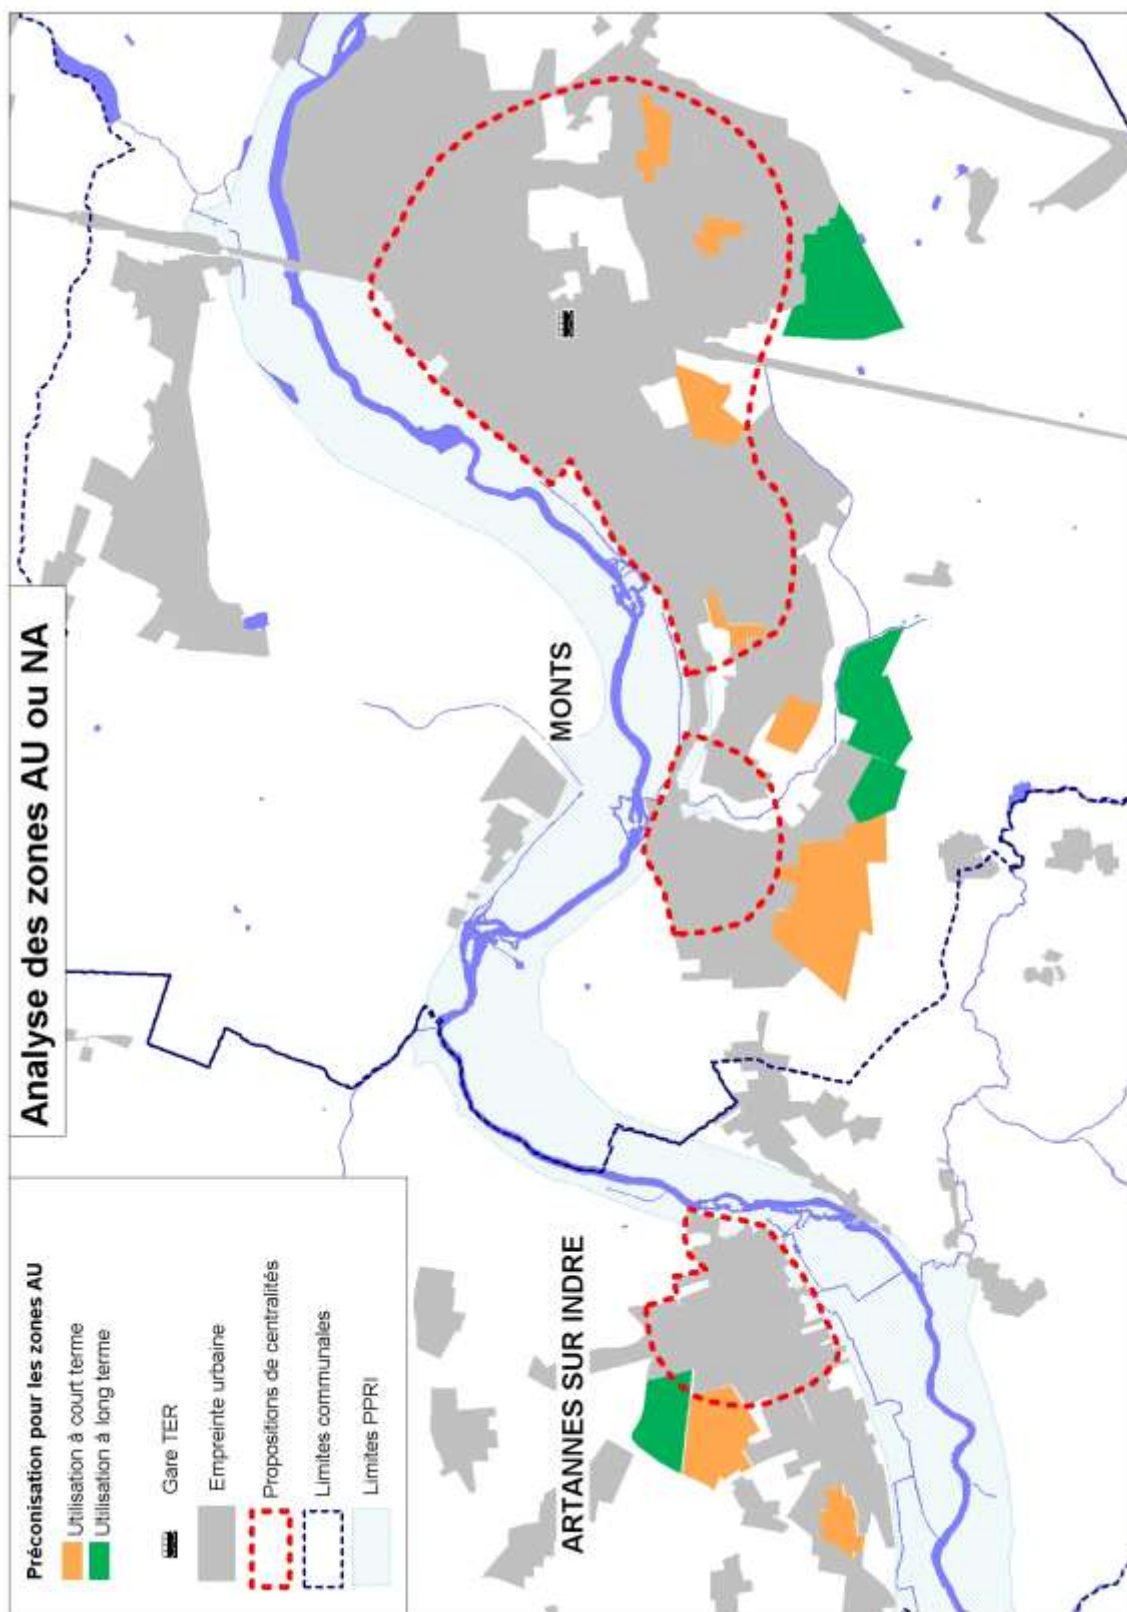 Analyse des zones AU ou NA
Préconisation pour les zones AU
Utilisation à court terme
Utilisation à long terme
Gare TER
Empreinte urbaine
Propositions de centralités
Limites communales
Limites PPRI
MONTS
ARTANNES SUR INDRE